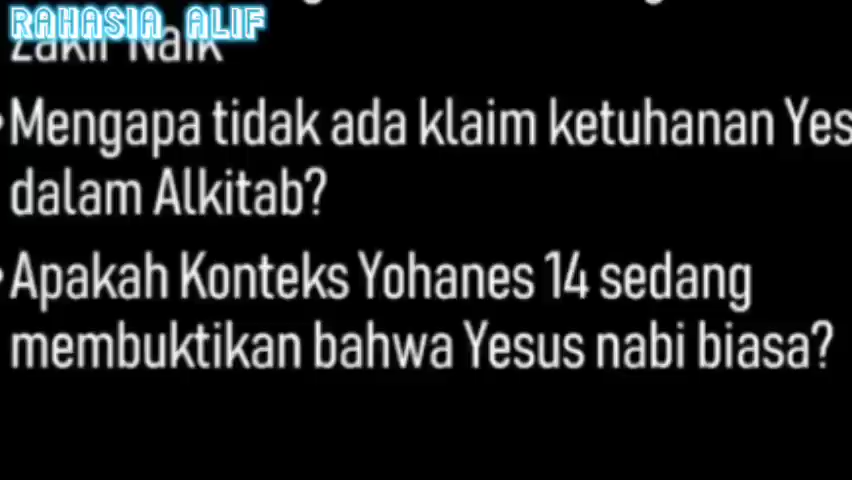 RAHASIA ALIF
Zakir Naik
•Mengapa tidak ada klaim ketuhanan Yes
dalam Alkitab?
•Apakah Konteks Yohanes 14 sedang
membuktikan bahwa Yesus nabi biasa?